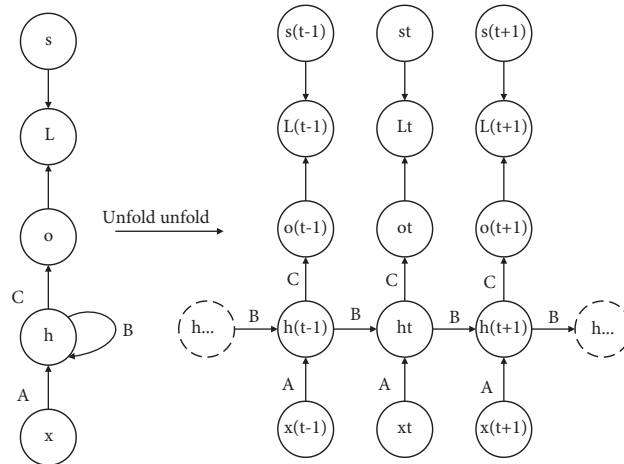 s
L
o
C
h
B
A
x
Unfold unfold
s(t-1) st s(t+1)
L(t-1) Lt L(t+1)
o(t-1) ot o(t+1)
C C C
h... B h(t-1) B ht B h(t+1) B h...
A A A
x(t-1) xt x(t+1)